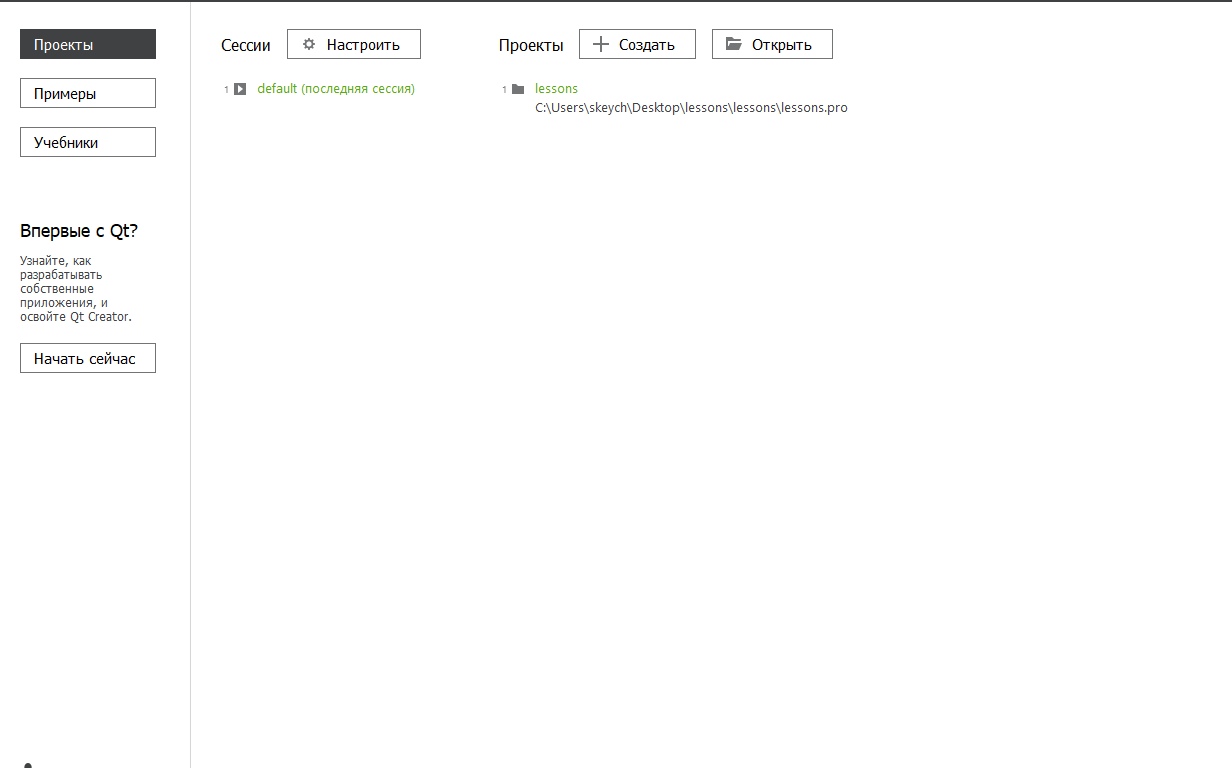 Проекты
Примеры
Учебники
Впервые с Qt?
Узнайте, как
разрабатывать
собственные
приложения, и
освойте Qt Creator.
Начать сейчас
Сессии
Настроить
1 default (последняя сессия)
Проекты
Создать
Открыть
1 lessons
C:\Users\skeych\Desktop\lessons\lessons\lessons.pro